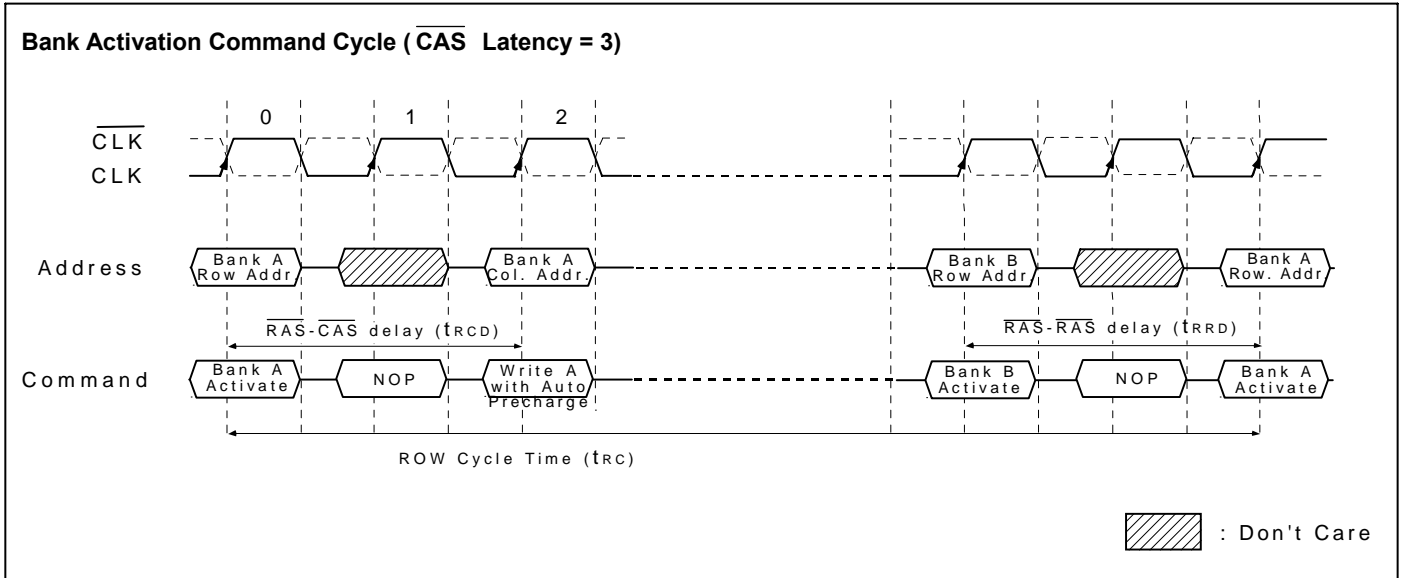 Bank Activation Command Cycle ( CAS Latency = 3)
0 1 2
CLK
CLK
Address
Bank A
Row Addr
Bank A
Col. Addr.
Bank B
Row Addr
Bank A
Row. Addr
RAS-CAS delay (tRCD)
RAS-RAS delay (tRRD)
Command
Bank A
Activate
NOP
Write A
with Auto
Precharge
Bank B
Activate
NOP
Bank A
Activate
ROW Cycle Time (tRC)
: Don't Care